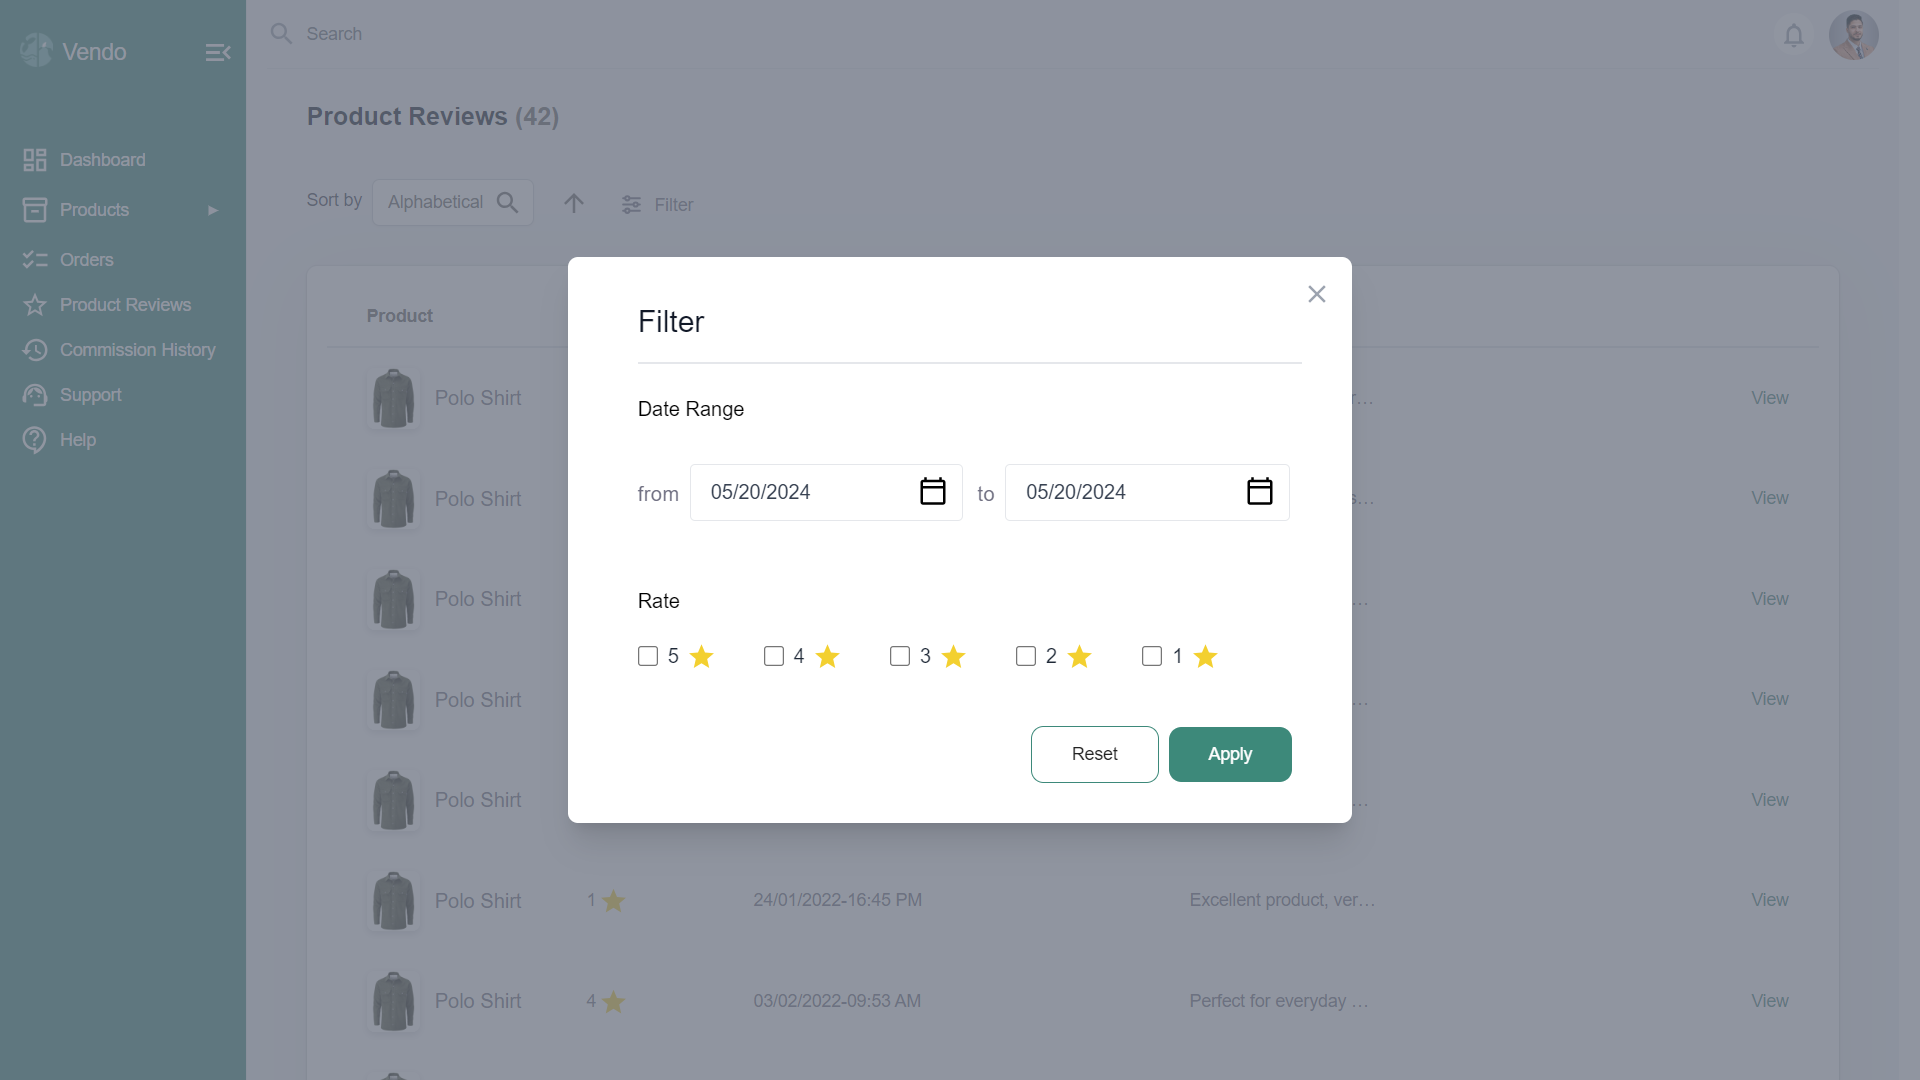 Vendo
Search
Dashboard
Products
Orders
Product Reviews
Commission History
Support
Help
Product Reviews (42)
Sort by
Alphabetical
Filter
Product
Polo Shirt
r...
View
Polo Shirt
s...
View
Polo Shirt
...
View
Polo Shirt
...
View
Polo Shirt
...
View
Polo Shirt
1
24/01/2022-16:45 PM
Excellent product, ver...
View
Polo Shirt
4
03/02/2022-09:53 AM
Perfect for everyday ...
View
Filter
Date Range
from 05/20/2024 to 05/20/2024
Rate
5 4 3 2 1
Reset Apply